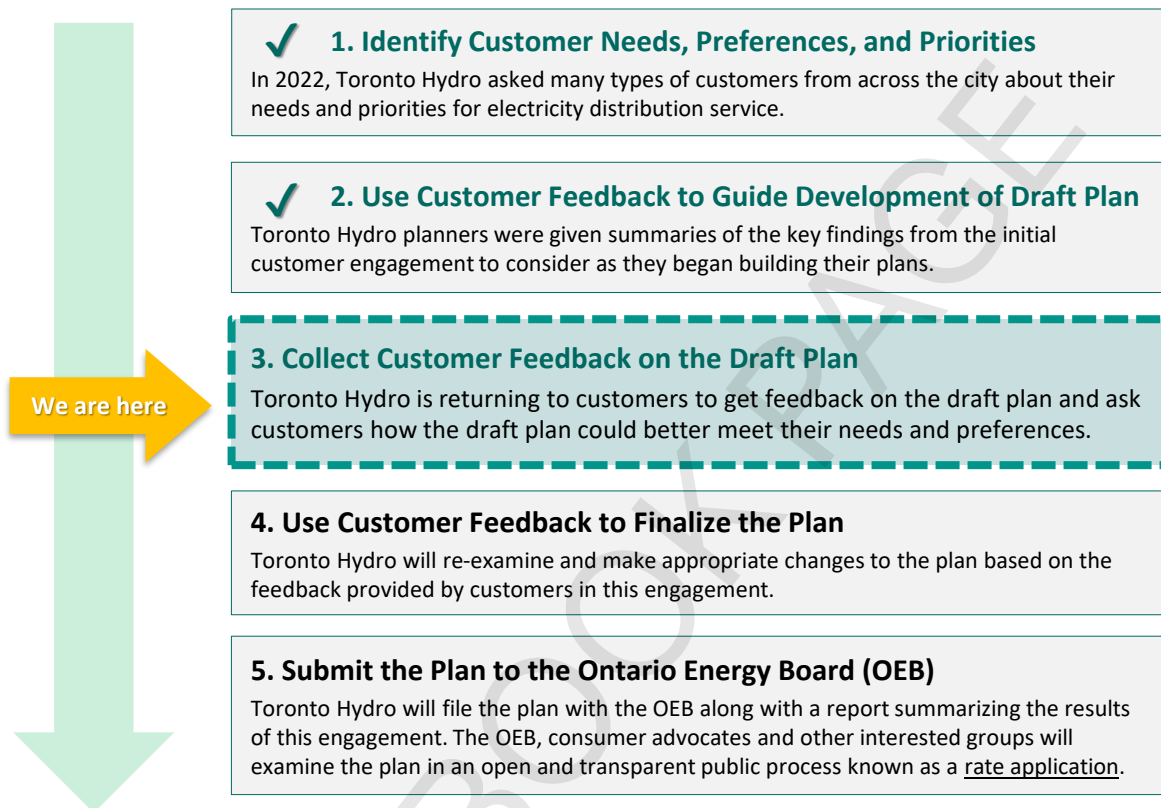 ✓ 1. Identify Customer Needs, Preferences, and Priorities
In 2022, Toronto Hydro asked many types of customers from across the city about their
needs and priorities for electricity distribution service.
✓ 2. Use Customer Feedback to Guide Development of Draft Plan
Toronto Hydro planners were given summaries of the key findings from the initial
customer engagement to consider as they began building their plans.
We are here
3. Collect Customer Feedback on the Draft Plan
Toronto Hydro is returning to customers to get feedback on the draft plan and ask
customers how the draft plan could better meet their needs and preferences.
4. Use Customer Feedback to Finalize the Plan
Toronto Hydro will re-examine and make appropriate changes to the plan based on the
feedback provided by customers in this engagement.
5. Submit the Plan to the Ontario Energy Board (OEB)
Toronto Hydro will file the plan with the OEB along with a report summarizing the results
of this engagement. The OEB, consumer advocates and other interested groups will
examine the plan in an open and transparent public process known as a rate application.
BOOK PAGE